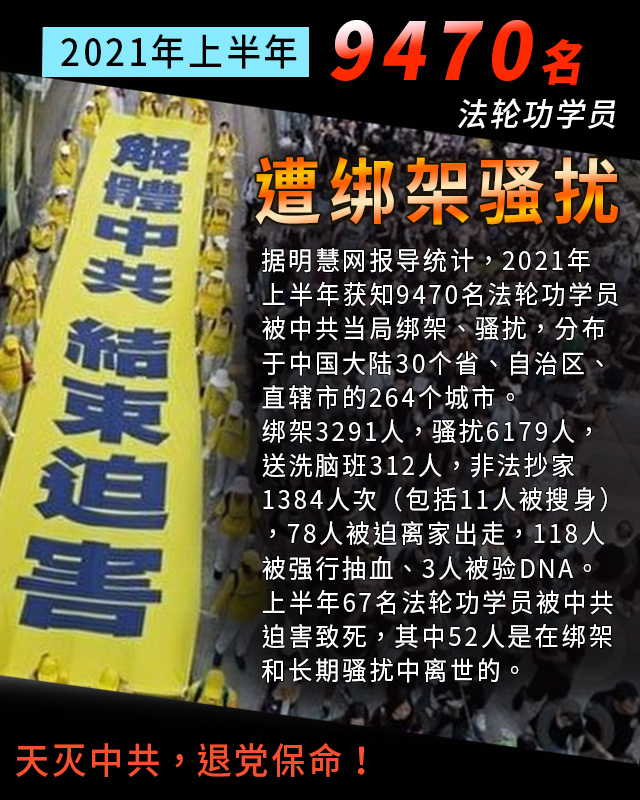 2021年上半年
9470名
法轮功学员
遭绑架骚扰
解體中共 結束迫害
据明慧网报导统计，2021年
上半年获知9470名法轮功学员
被中共当局绑架、骚扰，分布
于中国大陆30个省、自治区、
直辖市的264个城市。
绑架3291人，骚扰6179人，
送洗脑班312人，非法抄家
1384人次（包括11人被搜身）
，78人被迫离家出走，118人
被强行抽血、3人被验DNA。
上半年67名法轮功学员被中共
迫害致死，其中52人是在绑架
和长期骚扰中离世的。
天灭中共，退党保命！